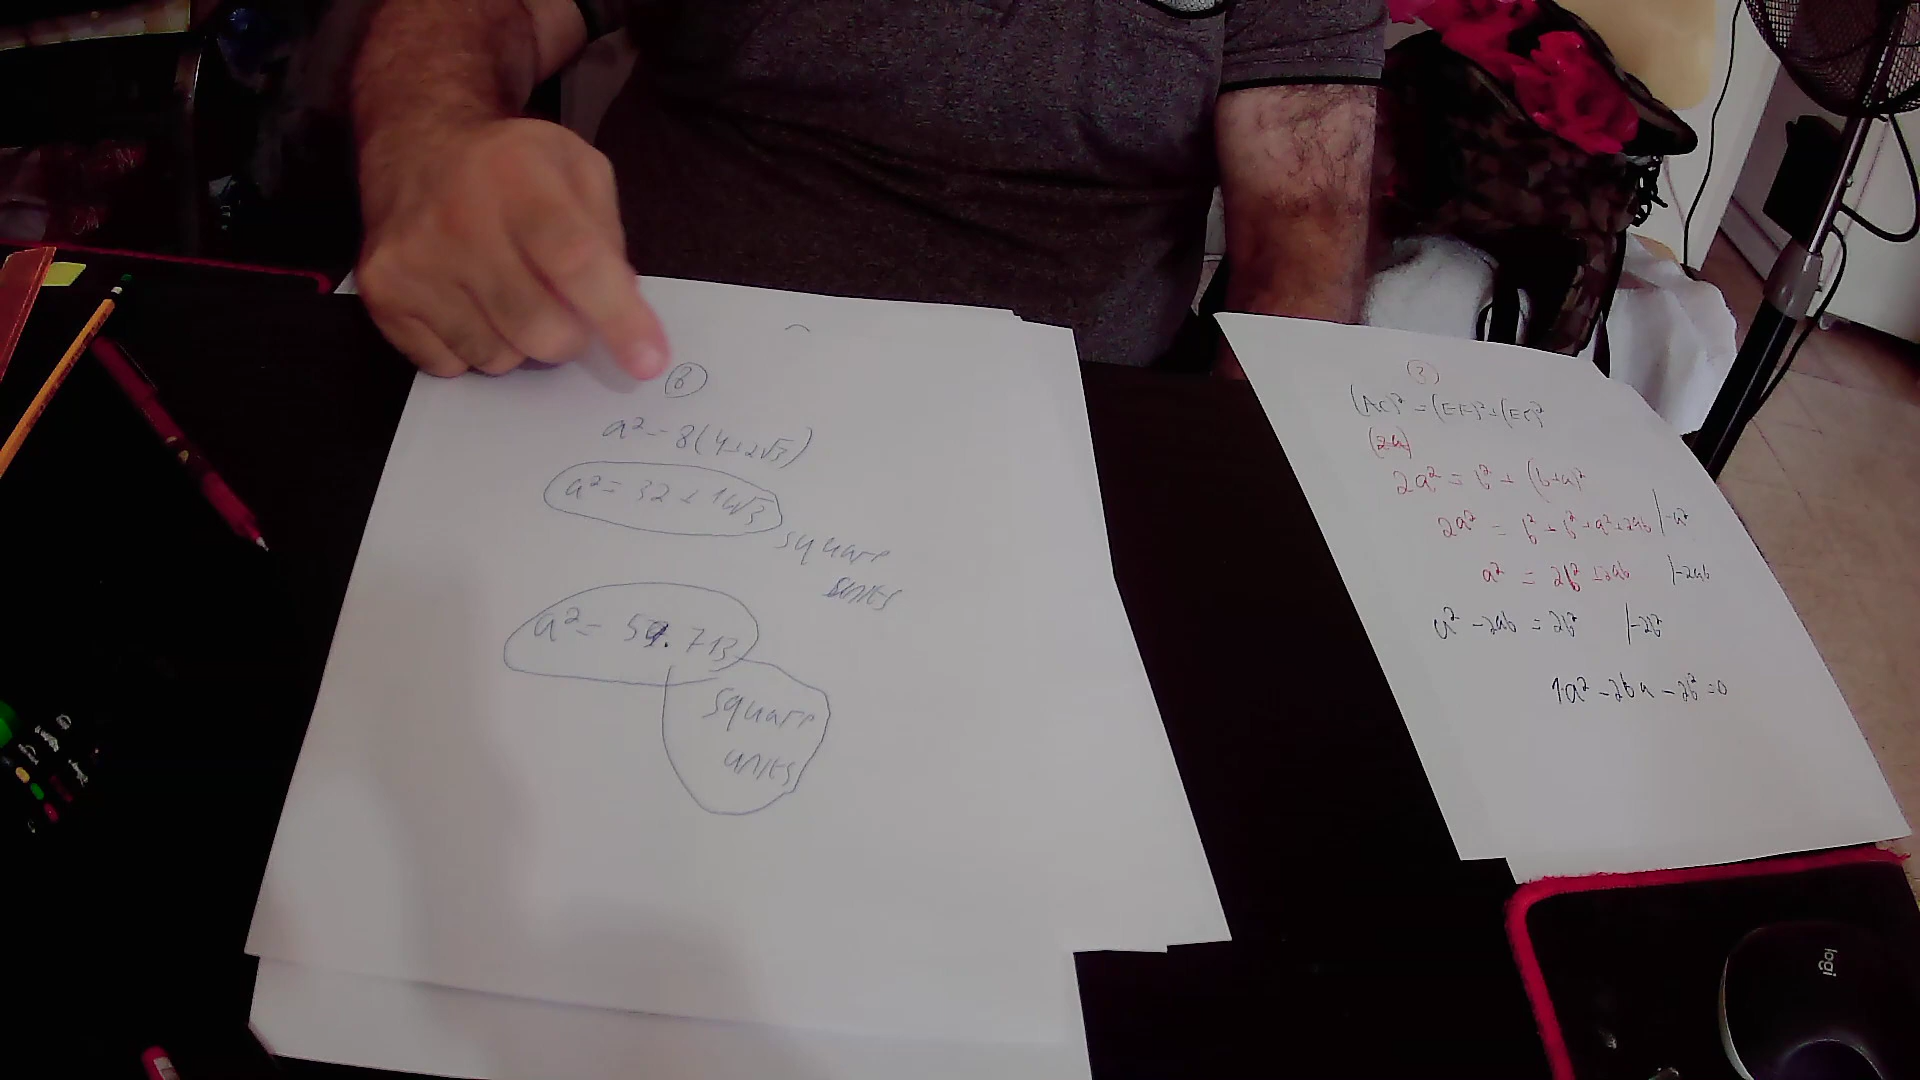 8
a² = 8(4+2√3)
a² = 32 + 16√3
square
units
a² = 59.713
square
units
3
(AC)² = (EF)² + (EC)²
2a² = b² + (b+a)²
2a² = b² + b² + a² + 2ab /-a²
a² = 2b² + 2ab /-2ab
a² - 2ab = 2b² /-2b²
1a² - 2ba - 2b² = 0
logi